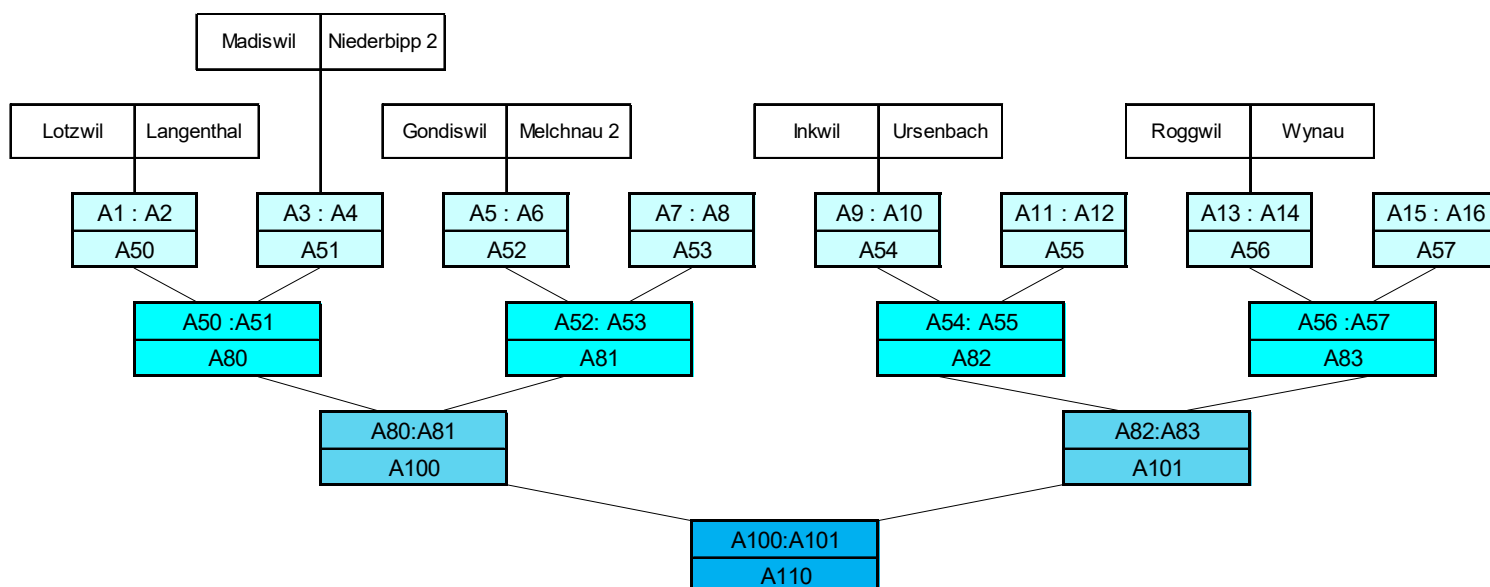 Madiswil Niederbipp 2
Lotzwil Langenthal Gondiswil Melchnau 2 Inkwil Ursenbach Roggwil Wynau
A1 : A2 A3 : A4 A5 : A6 A7 : A8 A9 : A10 A11 : A12 A13 : A14 A15 : A16
A50 A51 A52 A53 A54 A55 A56 A57
A50 :A51 A52: A53 A54: A55 A56 :A57
A80 A81 A82 A83
A80:A81 A82:A83
A100 A101
A100:A101
A110